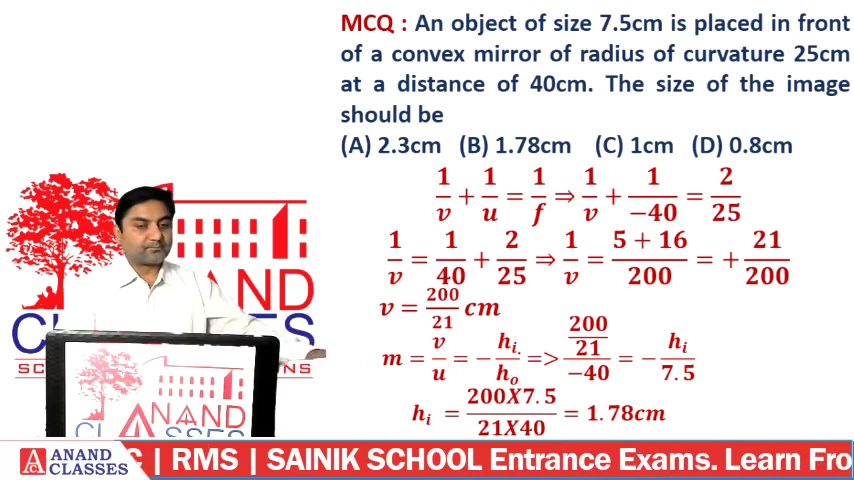 MCQ : An object of size 7.5cm is placed in front
of a convex mirror of radius of curvature 25cm
at a distance of 40cm. The size of the image
should be
(A) 2.3cm (B) 1.78cm (C) 1cm (D) 0.8cm
1/v + 1/u = 1/f ⇒ 1/v + 1/−40 = 2/25
1/v = 1/40 + 2/25 ⇒ 1/v = 5 + 16/200 = + 21/200
v = 200/21 cm
m = v/u = − hi./ho => 200/21/−40 = − hi/7.5
hi = 200X7.5/21X40 = 1.78cm
ANAND
CLASSES
ANAND
ANAND
CLASSES
| RMS | SAINIK SCHOOL Entrance Exams. Learn Fro